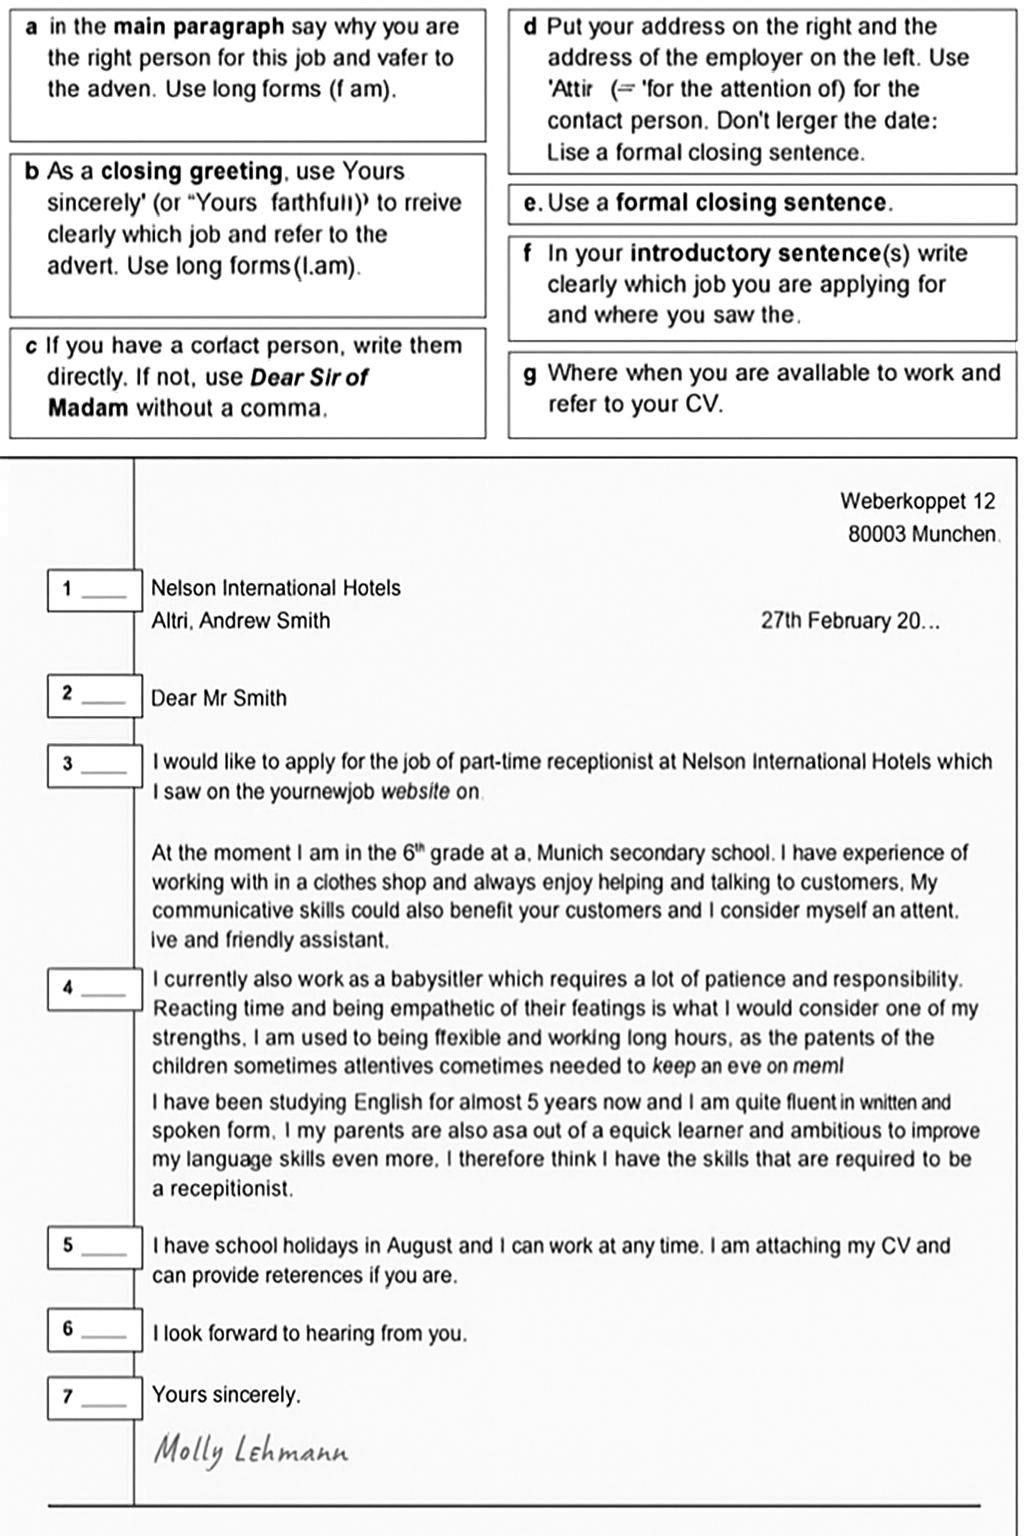 a in the main paragraph say why you are
the right person for this job and vafer to
the adven. Use long forms (f am).
b As a closing greeting, use Yours
sincerely' (or "Yours farthfull)' to rreive
clearly which job and refer to the
advert. Use long forms (I.am).
c If you have a contact person, write them
directly. If not, use Dear Sir of
Madam without a comma.
d Put your address on the right and the
address of the employer on the left. Use
'Attir (= 'for the attention of) for the
contact person. Don't lerger the date:
Lise a formal closing sentence.
e. Use a formal closing sentence.
f In your introductory sentence(s) write
clearly which job you are applying for
and where you saw the.
g Where when you are avallable to work and
refer to your CV.
Weberkoppet 12
80003 Munchen
1 ____ Nelson International Hotels
Altri, Andrew Smith 27th February 20...
2 ____ Dear Mr Smith
3 ____ I would like to apply for the job of part-time receptionist at Nelson International Hotels which
I saw on the yournewjob website on
At the moment I am in the 6th grade at a, Munich secondary school. I have experience of
working with in a clothes shop and always enjoy helping and talking to customers, My
communicative skills could also benefit your customers and I consider myself an attent.
ive and friendly assistant.
4 ____ I currently also work as a babysitler which requires a lot of patience and responsibility.
Reacting time and being empathetic of their featings is what I would consider one of my
strengths, I am used to being ffexible and working long hours, as the patents of the
children sometimes atlentives cometimes needed to keep an eve on meml
I have been studying English for almost 5 years now and I am quite fluent in wnitten and
spoken form, I my parents are also asa out of a equick learner and ambitious to improve
my language skills even more, I therefore think I have the skills that are required to be
a recepitionist.
5 ____ I have school holidays in August and I can work at any time. I am attaching my CV and
can provide reterences if you are.
6 ____ I look forward to hearing from you.
7 ____ Yours sincerely.
Molly Lehmann